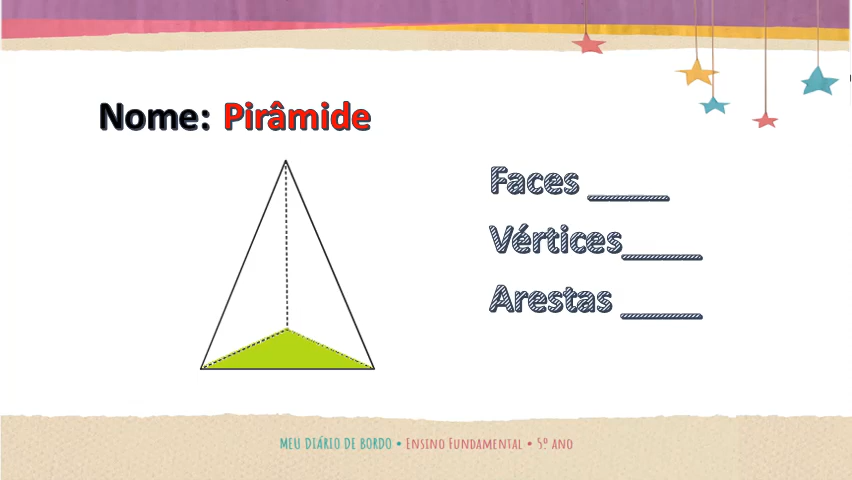 Nome: Pirâmide
Faces _____
Vértices_____
Arestas _____
MEU DIÁRIO DE BORDO • Ensino Fundamental • 5º ano